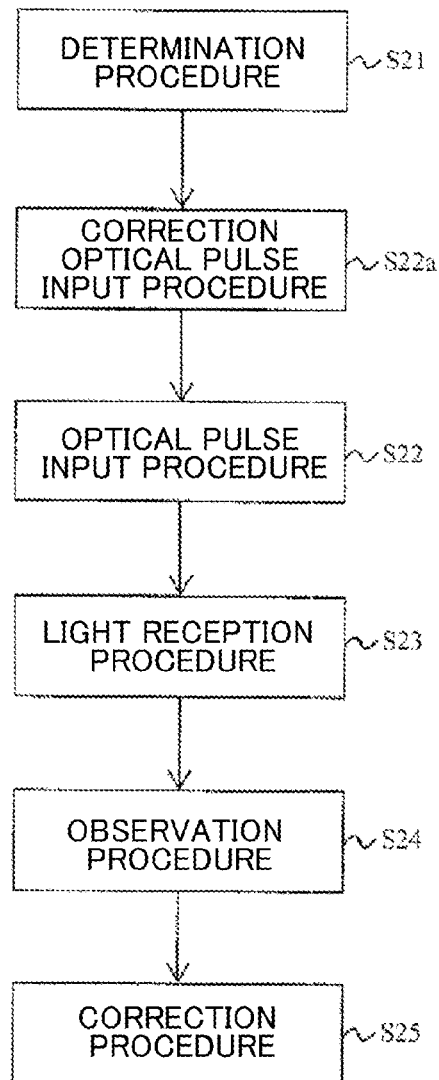 DETERMINATION
PROCEDURE
S21
CORRECTION
OPTICAL PULSE
INPUT PROCEDURE
S22a
OPTICAL PULSE
INPUT PROCEDURE
S22
LIGHT RECEPTION
PROCEDURE
S23
OBSERVATION
PROCEDURE
S24
CORRECTION
PROCEDURE
S25